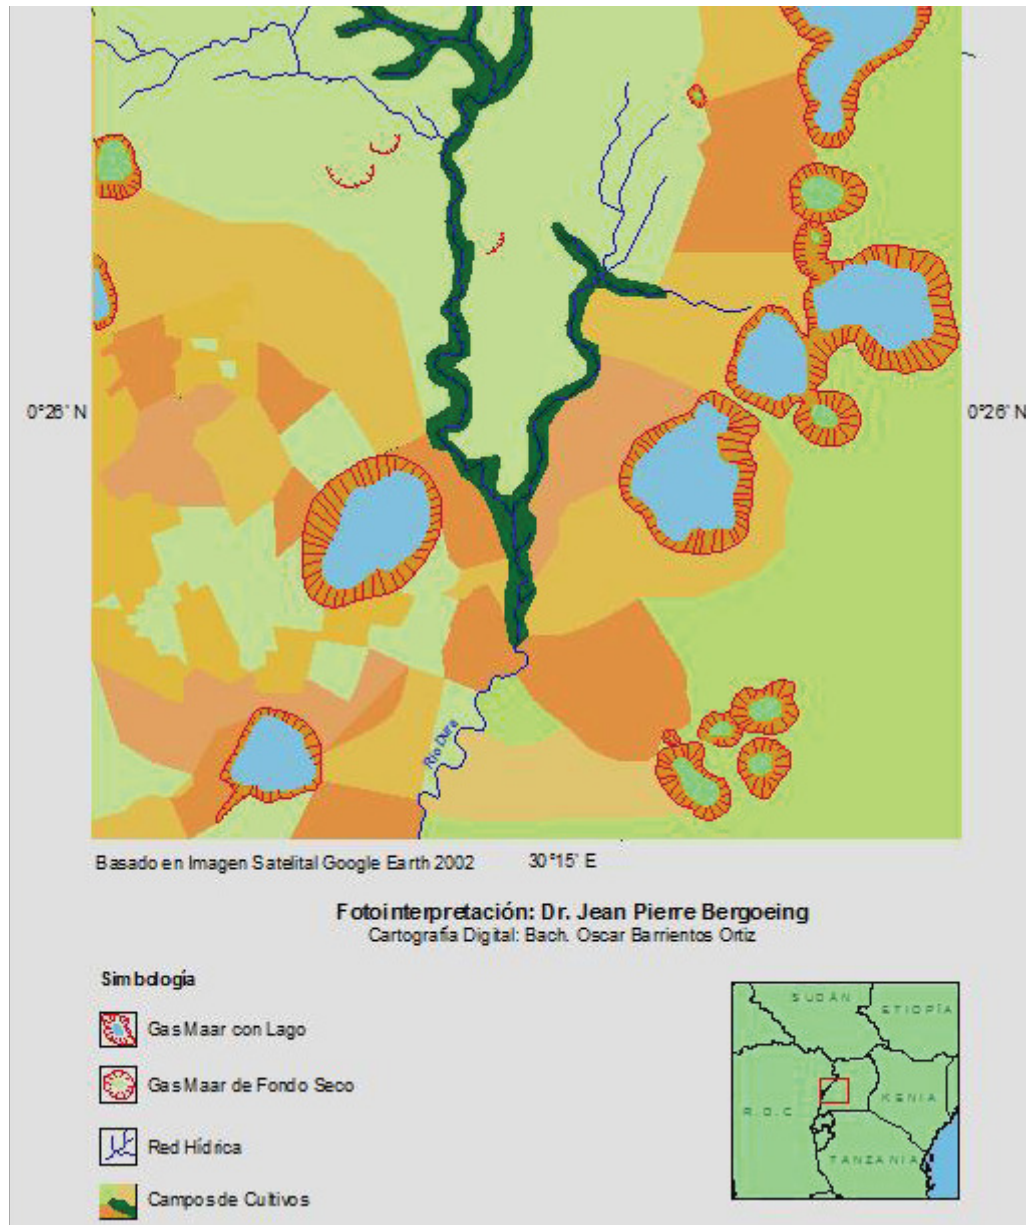 0°26' N
0°26' N
Río Dura
Basado en Imagen Satelital Google Earth 2002
30°15' E
Fotointerpretación: Dr. Jean Pierre Bergoeing
Cartografía Digital: Bach. Oscar Barrientos Ortiz
Simbología
Gas Maar con Lago
Gas Maar de Fondo Seco
Red Hídrica
Campos de Cultivos
SUDÁN
ETIOPÍA
R.D.C
KENIA
TANZANIA